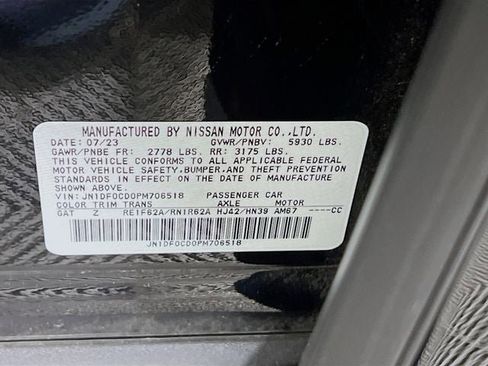 MANUFACTURED BY NISSAN MOTOR CO.,LTD.
DATE: 07/23 GVWR/PNBV: 5930 LBS.
GAWR/PNBE FR: 2778 LBS. RR: 3175 LBS.
THIS VEHICLE CONFORMS TO ALL APPLICABLE FEDERAL
MOTOR VEHICLE SAFETY,BUMPER,AND THEFT PREVENTION
STANDARDS IN EFFECT ON THE DATE OF MANUFACTURE
SHOWN ABOVE.
VIN: JN1DF0CD0PM706518 PASSENGER CAR
COLOR TRIM TRANS AXLE MOTOR
GAT Z RE1F62A/RN1R62A HJ42/HN39 AM67 ----CC
JN1DF0CD0PM706518